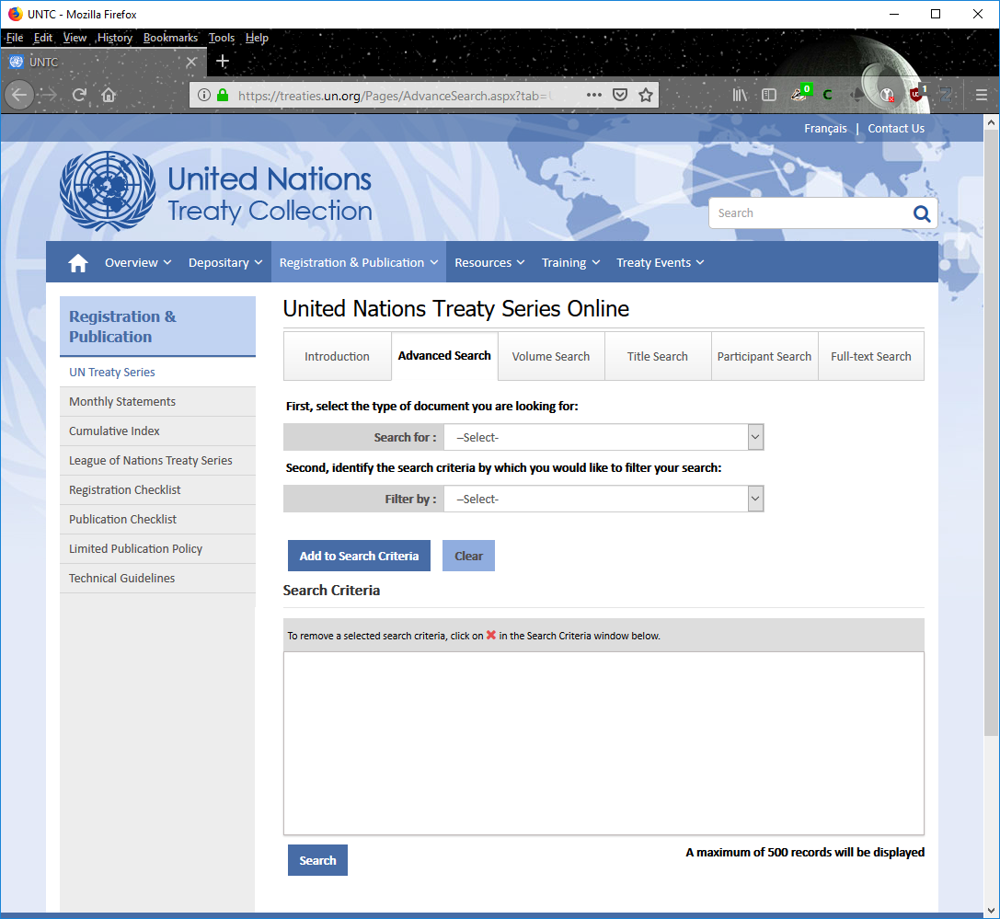 UNTC - Mozilla Firefox
File Edit View History Bookmarks Tools Help
UNTC
https://treaties.un.org/Pages/AdvanceSearch.aspx?tab=
0
C
1
Français | Contact Us
United Nations
Treaty Collection
Search
Overview Depositary Registration & Publication Resources Training Treaty Events
Registration &
Publication
UN Treaty Series
Monthly Statements
Cumulative Index
League of Nations Treaty Series
Registration Checklist
Publication Checklist
Limited Publication Policy
Technical Guidelines
United Nations Treaty Series Online
Introduction Advanced Search Volume Search Title Search Participant Search Full-text Search
First, select the type of document you are looking for:
Search for : --Select-
Second, identify the search criteria by which you would like to filter your search:
Filter by : --Select-
Add to Search Criteria Clear
Search Criteria
To remove a selected search criteria, click on ✖ in the Search Criteria window below.
Search
A maximum of 500 records will be displayed